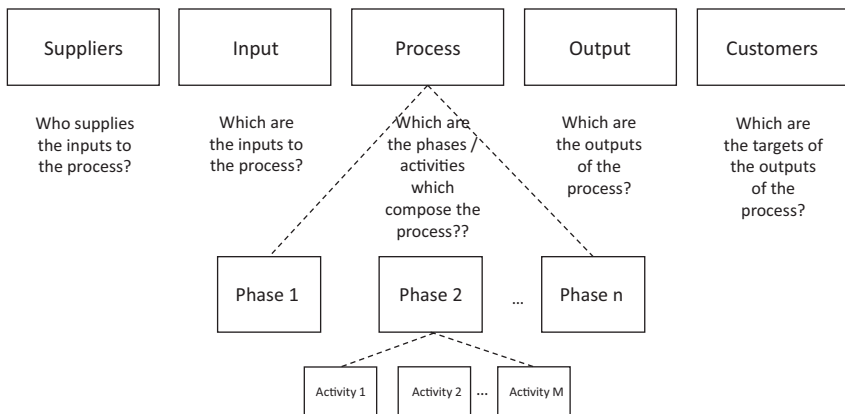 Suppliers
Input
Process
Output
Customers
Who supplies
the inputs to
the process?
Which are
the inputs to
the process?
Which are
the phases /
activities
which
compose the
process??
Which are
the outputs
of the
process?
Which are
the targets of
the outputs
of the
process?
Phase 1
Phase 2
...
Phase n
Activity 1
Activity 2
...
Activity M